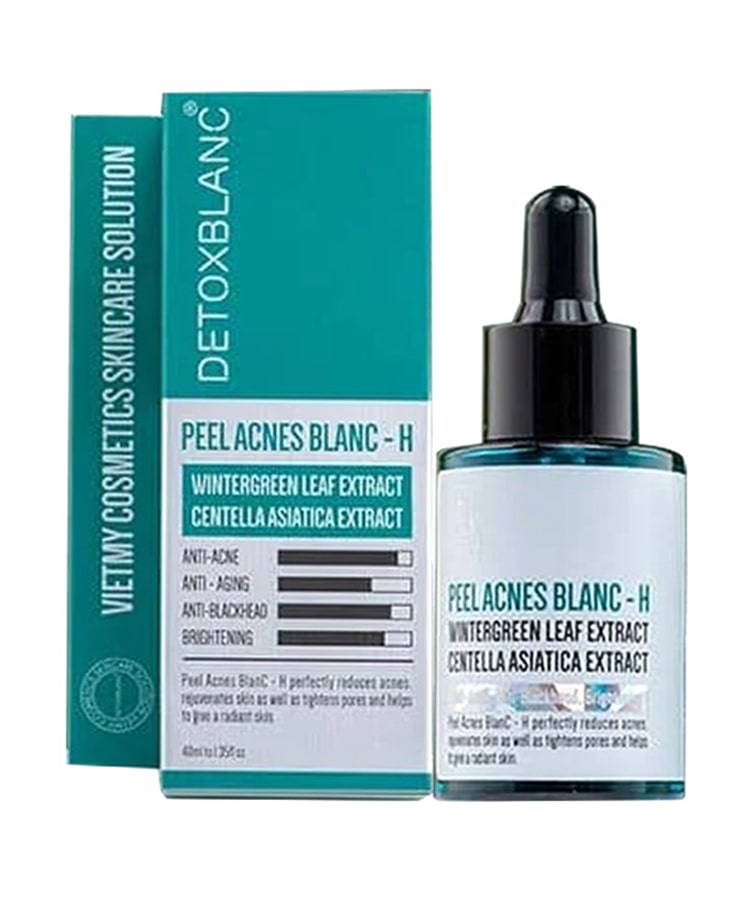 VIETMY COSMETICS SKINCARE SOLUTION
DETOXBLANC®
PEEL ACNES BLANC - H
WINTERGREEN LEAF EXTRACT
CENTELLA ASIATICA EXTRACT
ANTI-ACNE
ANTI - AGING
ANTI-BLACKHEAD
BRIGHTENING
Peel Acnes BlanC - H perfectly reduces acnes,
rejuvenates skin as well as tightens pores and helps
to give a radiant skin.
PEEL ACNES BLANC - H
WINTERGREEN LEAF EXTRACT
CENTELLA ASIATICA EXTRACT
Peel Acnes BlanC - H perfectly reduces acnes,
rejuvenates skin as well as tightens pores and helps
to give a radiant skin.